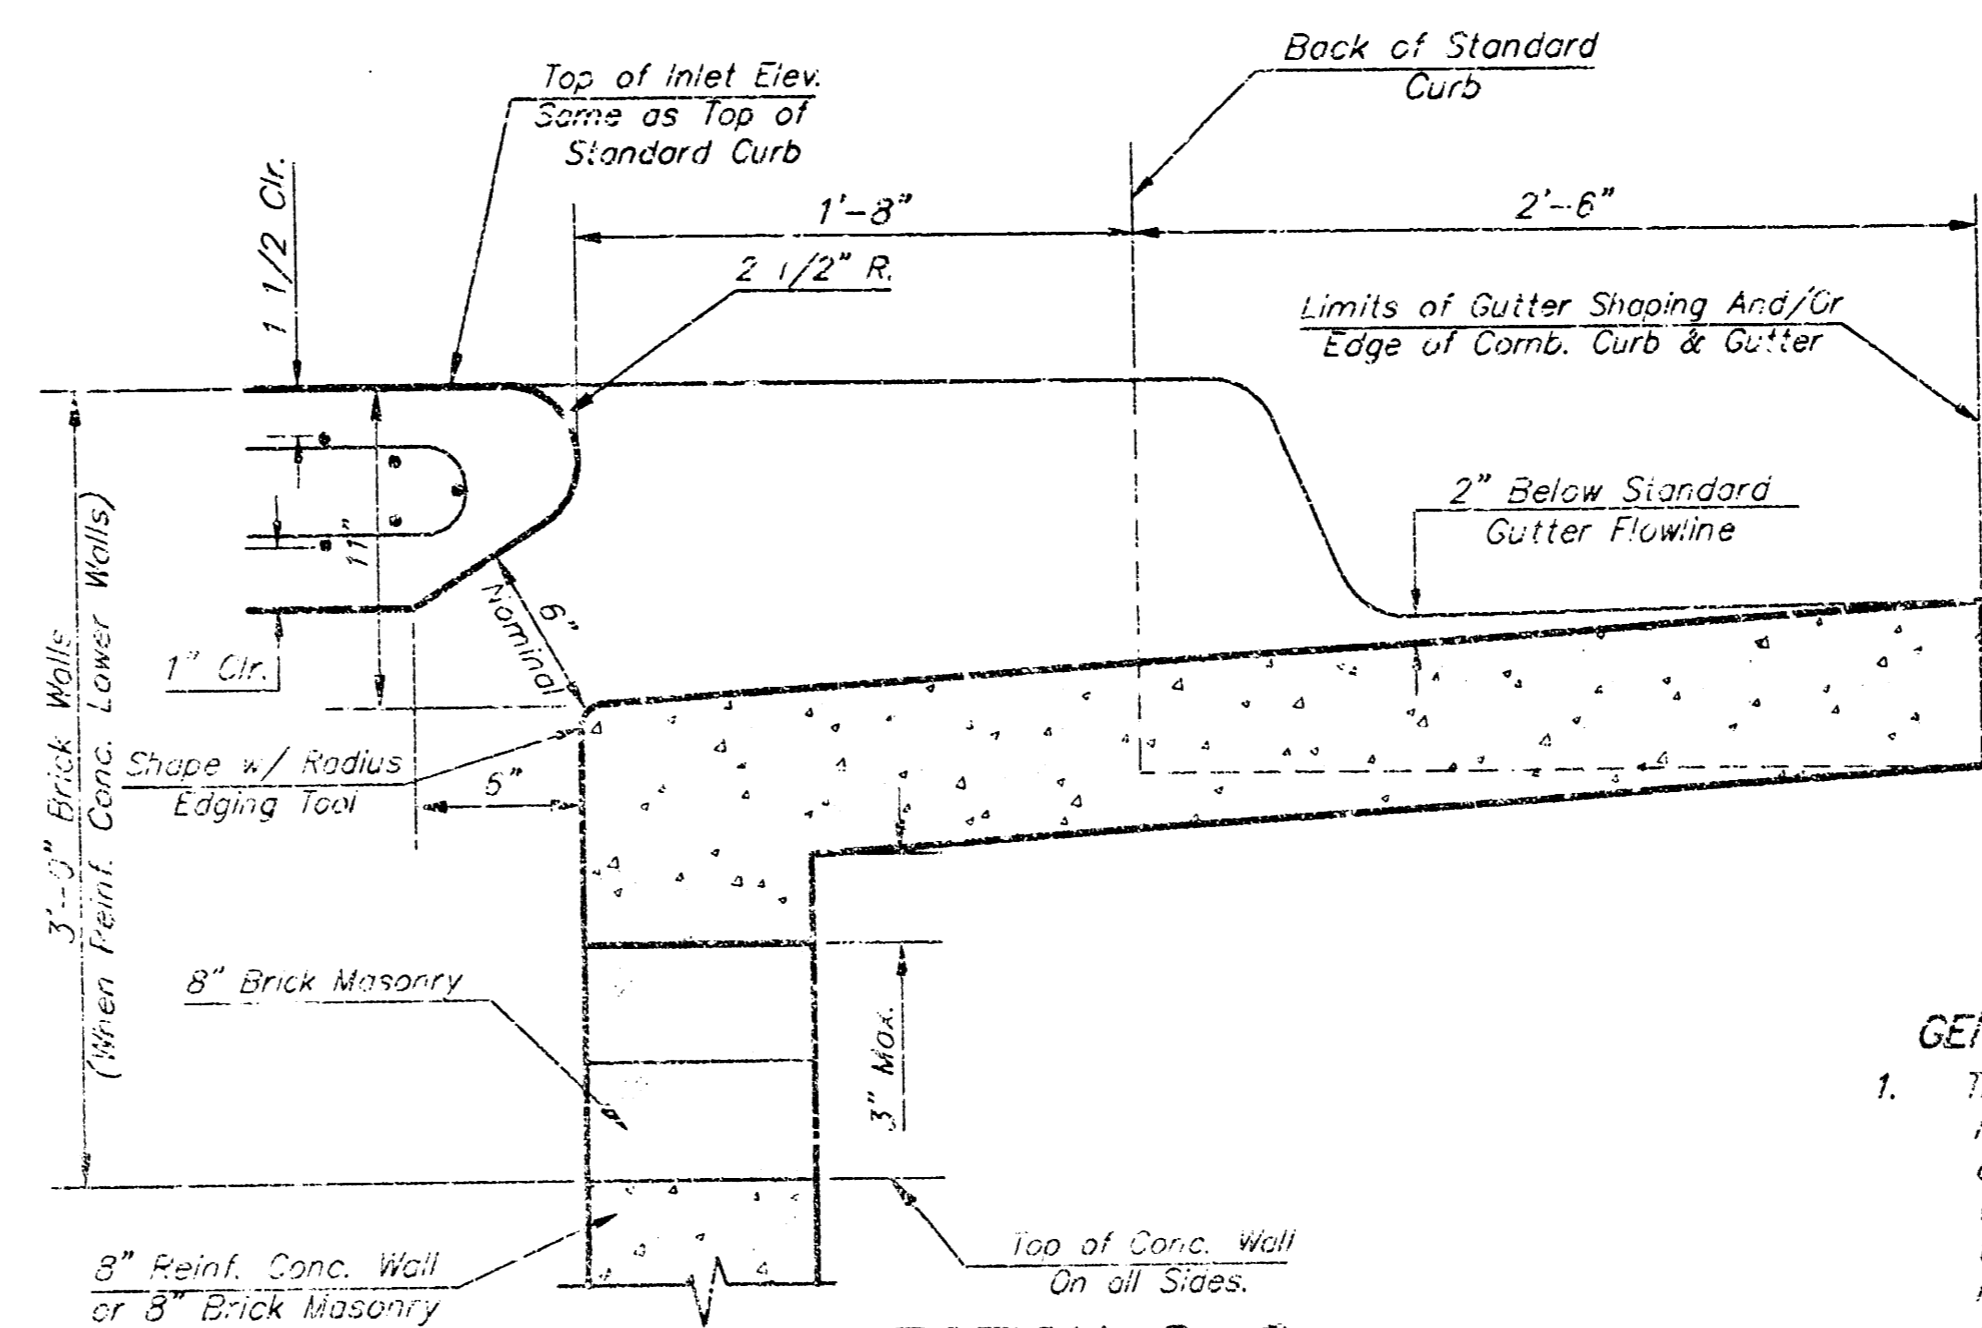 Back of Standard
Curb
Top of Inlet Elev.
Same as Top of
Standard Curb
1 1/2 Clr.
1'-8"
2'-6"
2 1/2" R.
Limits of Gutter Shaping And/Or
Edge of Comb. Curb & Gutter
2" Below Standard
Gutter Flowline
11"
6"
Nominal
1" Clr.
3'-0" Brick Walls
(When Reinf. Conc. Lower Walls)
Shape w/ Radius
Edging Tool
8" Brick Masonry
3" Max.
1.
8" Reinf. Conc. Wall
or 8" Brick Masonry
Top of Conc. Wall
On all Sides.